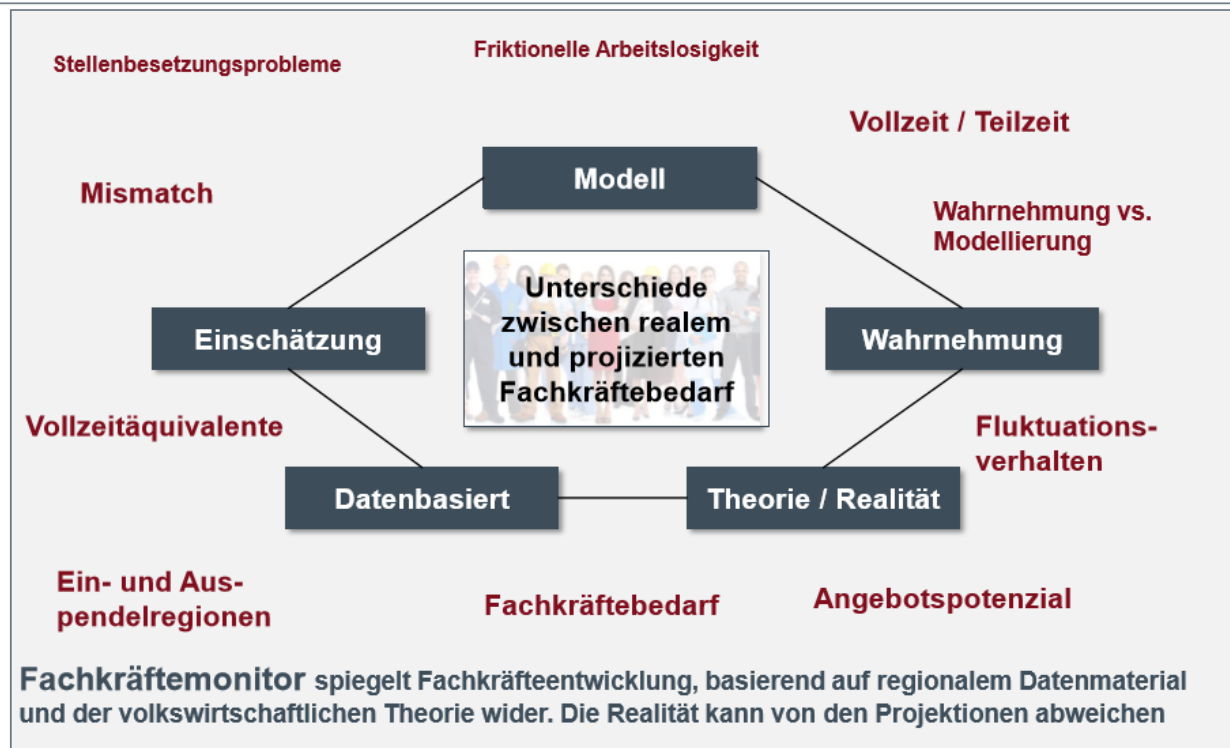 Stellenbesetzungsprobleme
Friktionelle Arbeitslosigkeit
Vollzeit / Teilzeit
Modell
Mismatch
Wahrnehmung vs.
Modellierung
Unterschiede
zwischen realem
und projizierten
Fachkräftebedarf
Einschätzung
Wahrnehmung
Vollzeitäquivalente
Fluktuations-
verhalten
Datenbasiert
Theorie / Realität
Ein- und Aus-
pendelregionen
Fachkräftebedarf
Angebotspotenzial
Fachkräftemonitor spiegelt Fachkräfteentwicklung, basierend auf regionalem Datenmaterial
und der volkswirtschaftlichen Theorie wider. Die Realität kann von den Projektionen abweichen